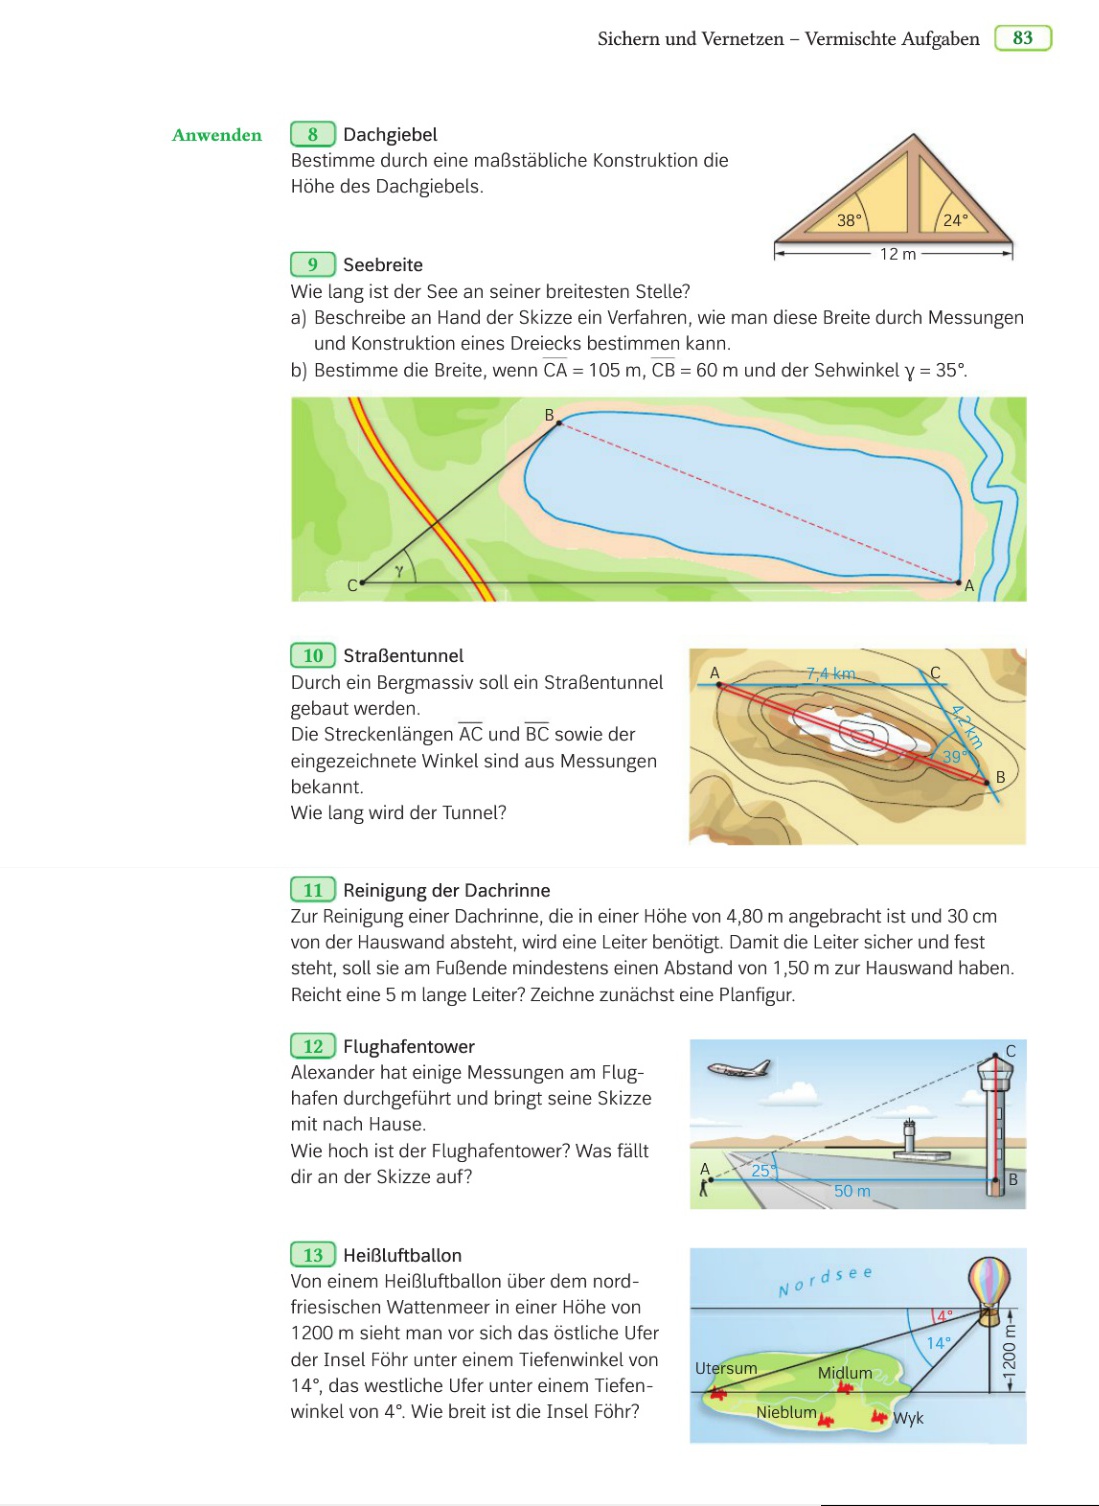 Sichern und Vernetzen – Vermischte Aufgaben 83
Anwenden
8 Dachgiebel
Bestimme durch eine maßstäbliche Konstruktion die
Höhe des Dachgiebels.
38°
24°
12 m
9 Seebreite
Wie lang ist der See an seiner breitesten Stelle?
a) Beschreibe an Hand der Skizze ein Verfahren, wie man diese Breite durch Messungen
und Konstruktion eines Dreiecks bestimmen kann.
b) Bestimme die Breite, wenn C̅A̅ = 105 m, C̅B̅ = 60 m und der Sehwinkel γ = 35°.
B
γ
C
A
10 Straßentunnel
Durch ein Bergmassiv soll ein Straßentunnel
gebaut werden.
Die Streckenlängen A̅C̅ und B̅C̅ sowie der
eingezeichnete Winkel sind aus Messungen
bekannt.
Wie lang wird der Tunnel?
A
7,4 km
C
4,2 km
39°
B
11 Reinigung der Dachrinne
Zur Reinigung einer Dachrinne, die in einer Höhe von 4,80 m angebracht ist und 30 cm
von der Hauswand absteht, wird eine Leiter benötigt. Damit die Leiter sicher und fest
steht, soll sie am Fußende mindestens einen Abstand von 1,50 m zur Hauswand haben.
Reicht eine 5 m lange Leiter? Zeichne zunächst eine Planfigur.
12 Flughafentower
Alexander hat einige Messungen am Flug-
hafen durchgeführt und bringt seine Skizze
mit nach Hause.
Wie hoch ist der Flughafentower? Was fällt
dir an der Skizze auf?
C
A
25°
50 m
B
13 Heißluftballon
Von einem Heißluftballon über dem nord-
friesischen Wattenmeer in einer Höhe von
1200 m sieht man vor sich das östliche Ufer
der Insel Föhr unter einem Tiefenwinkel von
14°, das westliche Ufer unter einem Tiefen-
winkel von 4°. Wie breit ist die Insel Föhr?
Nordsee
4°
14°
1200 m
Utersum
Midlum
Nieblum
Wyk